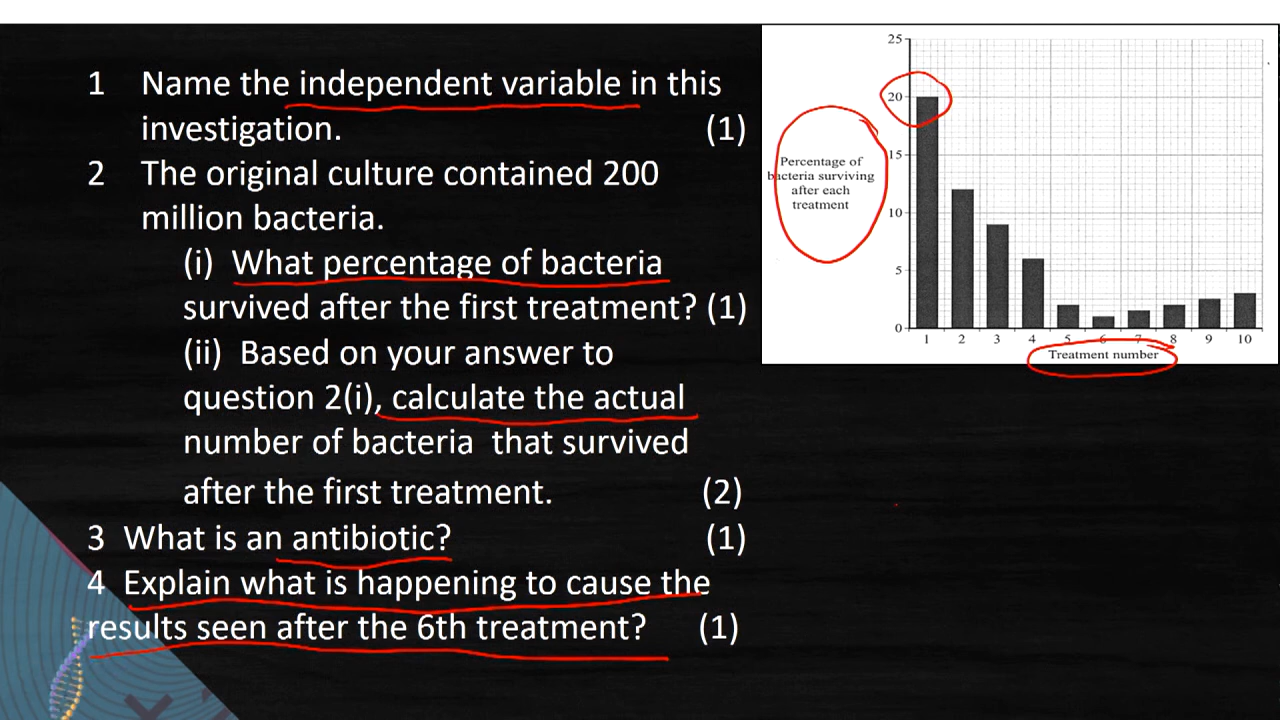 1 Name the independent variable in this
investigation. (1)
2 The original culture contained 200
million bacteria.
(i) What percentage of bacteria
survived after the first treatment? (1)
(ii) Based on your answer to
question 2(i), calculate the actual
number of bacteria that survived
after the first treatment. (2)
3 What is an antibiotic? (1)
4 Explain what is happening to cause the
results seen after the 6th treatment? (1)
25
20
15
10
5
0
Percentage of
bacteria surviving
after each
treatment
1 2 3 4 5 6 7 8 9 10
Treatment number